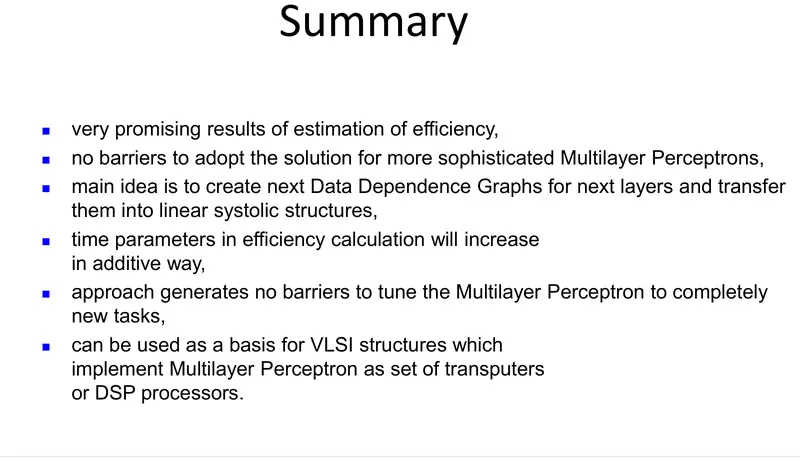 Summary
very promising results of estimation of efficiency,
no barriers to adopt the solution for more sophisticated Multilayer Perceptrons,
main idea is to create next Data Dependence Graphs for next layers and transfer
them into linear systolic structures,
time parameters in efficiency calculation will increase
in additive way,
approach generates no barriers to tune the Multilayer Perceptron to completely
new tasks,
can be used as a basis for VLSI structures which
implement Multilayer Perceptron as set of transputers
or DSP processors.